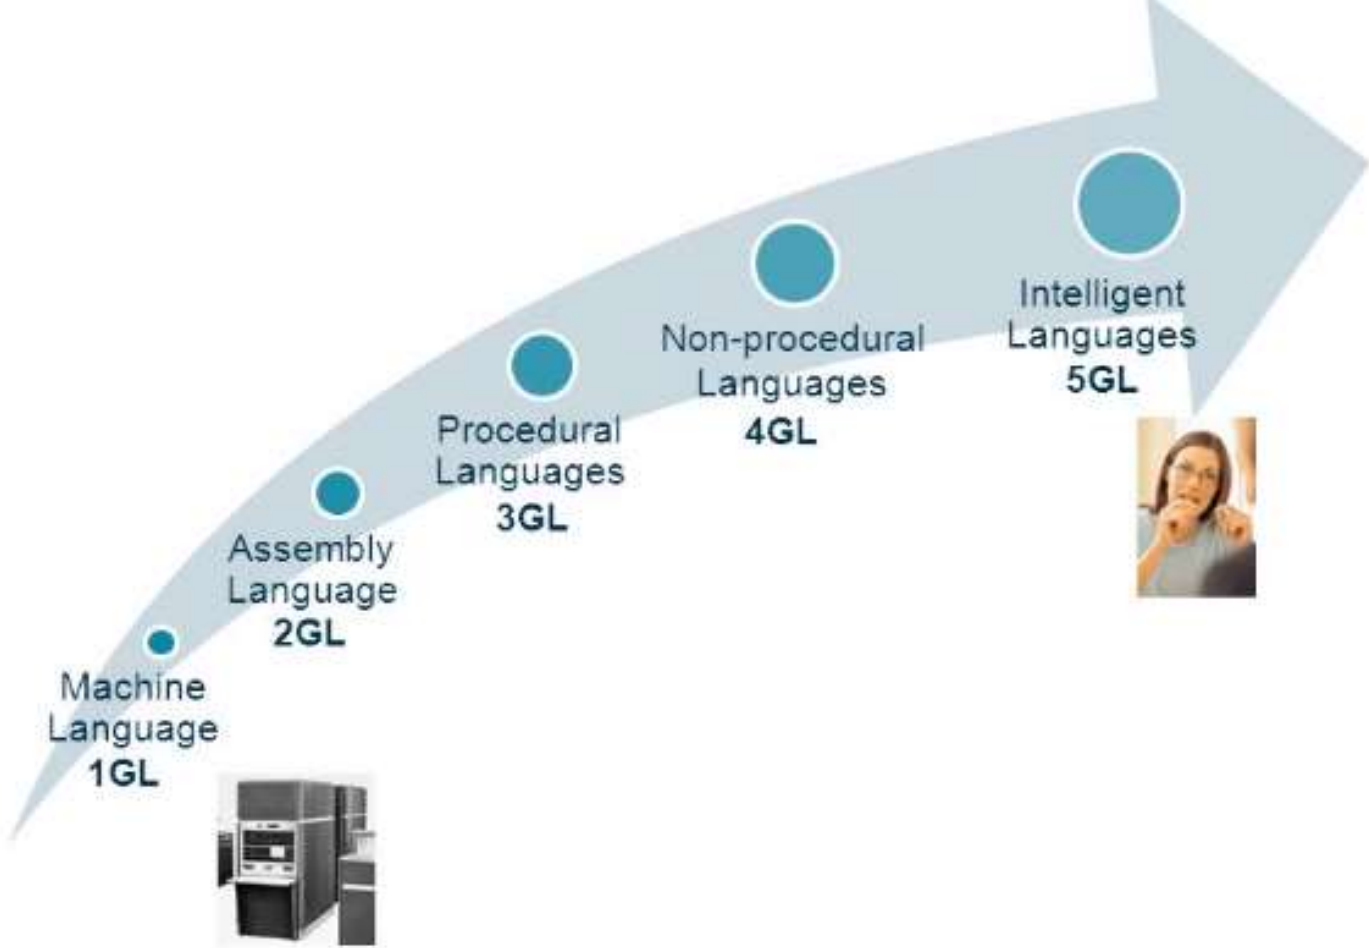 Machine
Language
1GL
Assembly
Language
2GL
Procedural
Languages
3GL
Non-procedural
Languages
4GL
Intelligent
Languages
5GL